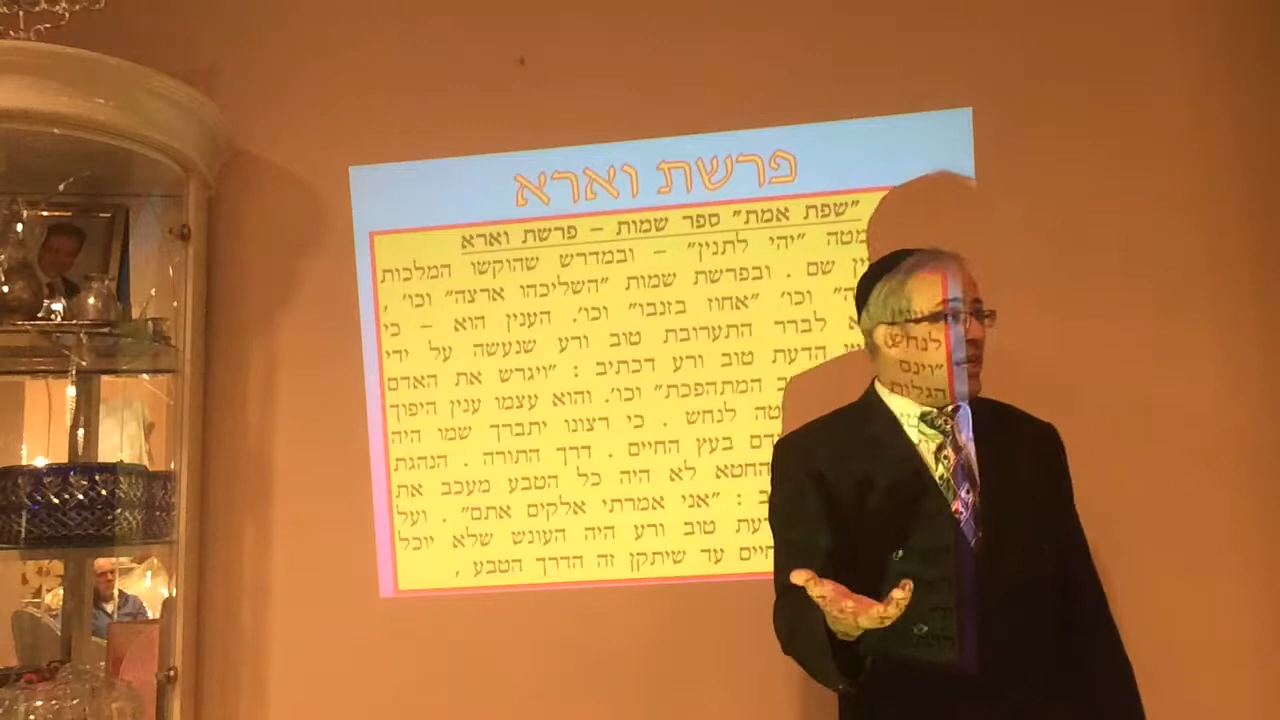 פרשת וארא
"שפת אמת" ספר שמות – פרשת וארא
מטה "יהי לתנין" – ובמדרש שהוקשו המלכות
שם . ובפרשת שמות "השליכהו ארצה" וכו' ,
וכו' "אחוז בזנבו" וכו'. הענין הוא – כי
לברר התערובת טוב ורע שנעשה על ידי
הדעת טוב ורע דכתיב : "ויגרש את האדם
המתהפכת" וכו'. והוא עצמו ענין היפוך
לנחש . כי רצונו יתברך שמו היה
בעץ החיים . דרך התורה . הנהגת
החטא לא היה כל הטבע מעכב את
: "אני אמרתי אלקים אתם" . ועל
טוב ורע היה העונש שלא יוכל
עד שיתקן זה הדרך הטבע ,
לנחש
"וינס
הגלות